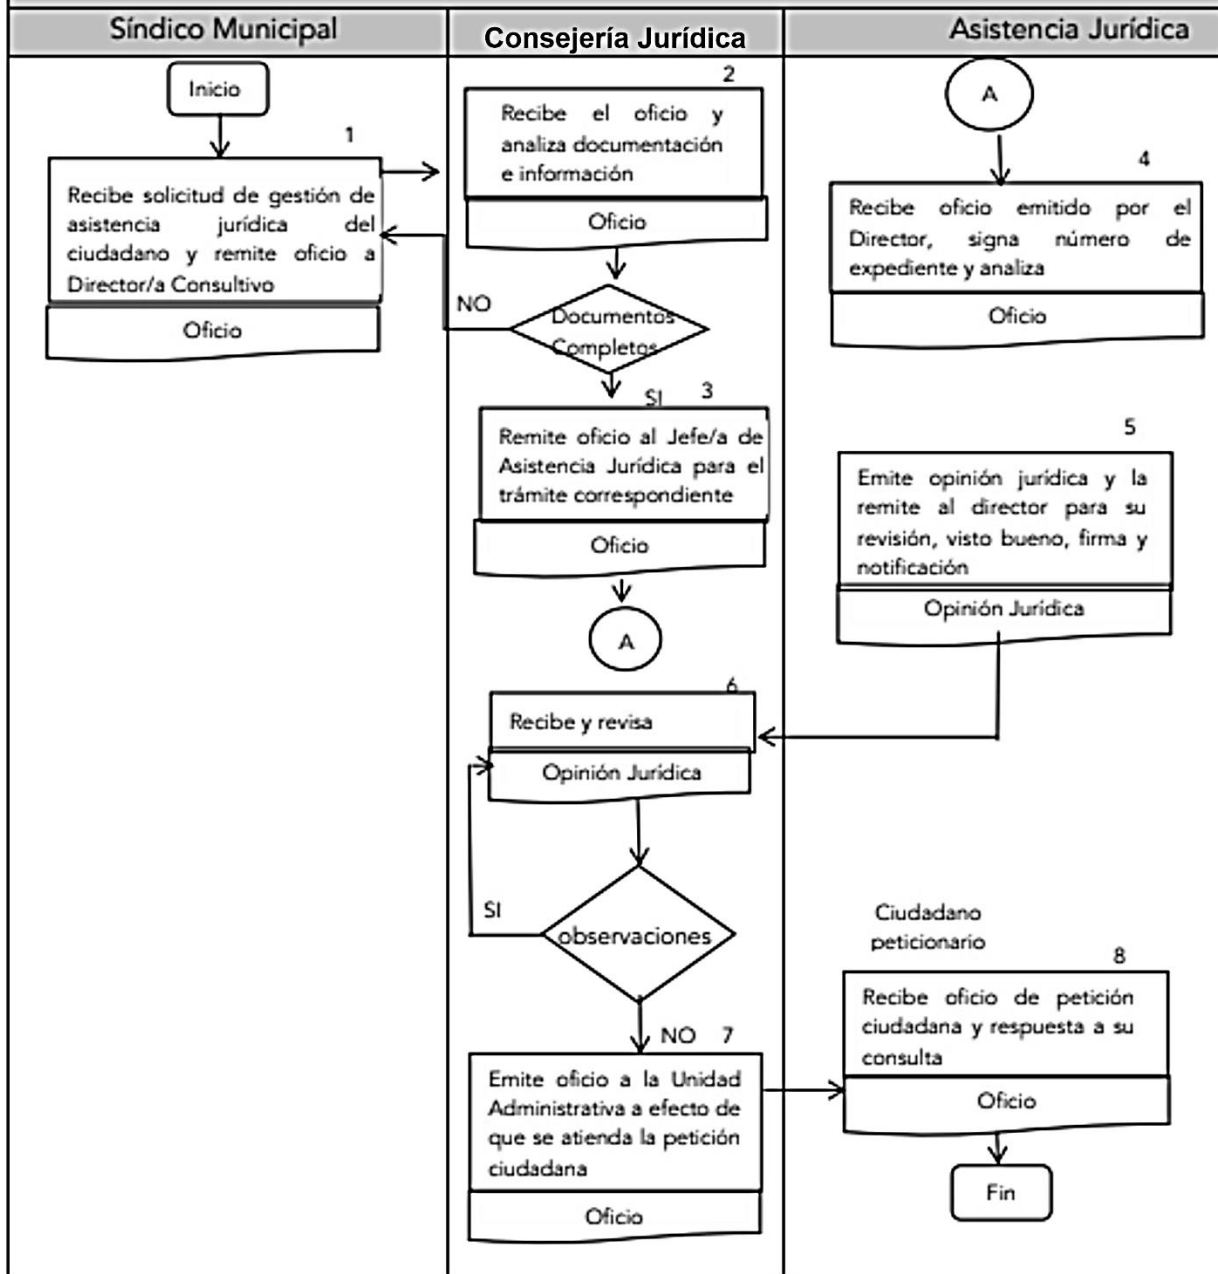 Síndico Municipal
Consejería Jurídica
Asistencia Jurídica
Inicio
1
Recibe solicitud de gestión de
asistencia jurídica del
ciudadano y remite oficio a
Director/a Consultivo
Oficio
2
Recibe el oficio y
analiza documentación
e información
Oficio
NO
Documentos
Completos
SI
3
Remite oficio al Jefe/a de
Asistencia Jurídica para el
trámite correspondiente
Oficio
A
A
4
Recibe oficio emitido por el
Director, signa número de
expediente y analiza
Oficio
5
Emite opinión jurídica y la
remite al director para su
revisión, visto bueno, firma y
notificación
Opinión Jurídica
6
Recibe y revisa
Opinión Jurídica
SI
observaciones
NO
7
Emite oficio a la Unidad
Administrativa a efecto de
que se atienda la petición
ciudadana
Oficio
Ciudadano
peticionario
8
Recibe oficio de petición
ciudadana y respuesta a su
consulta
Oficio
Fin